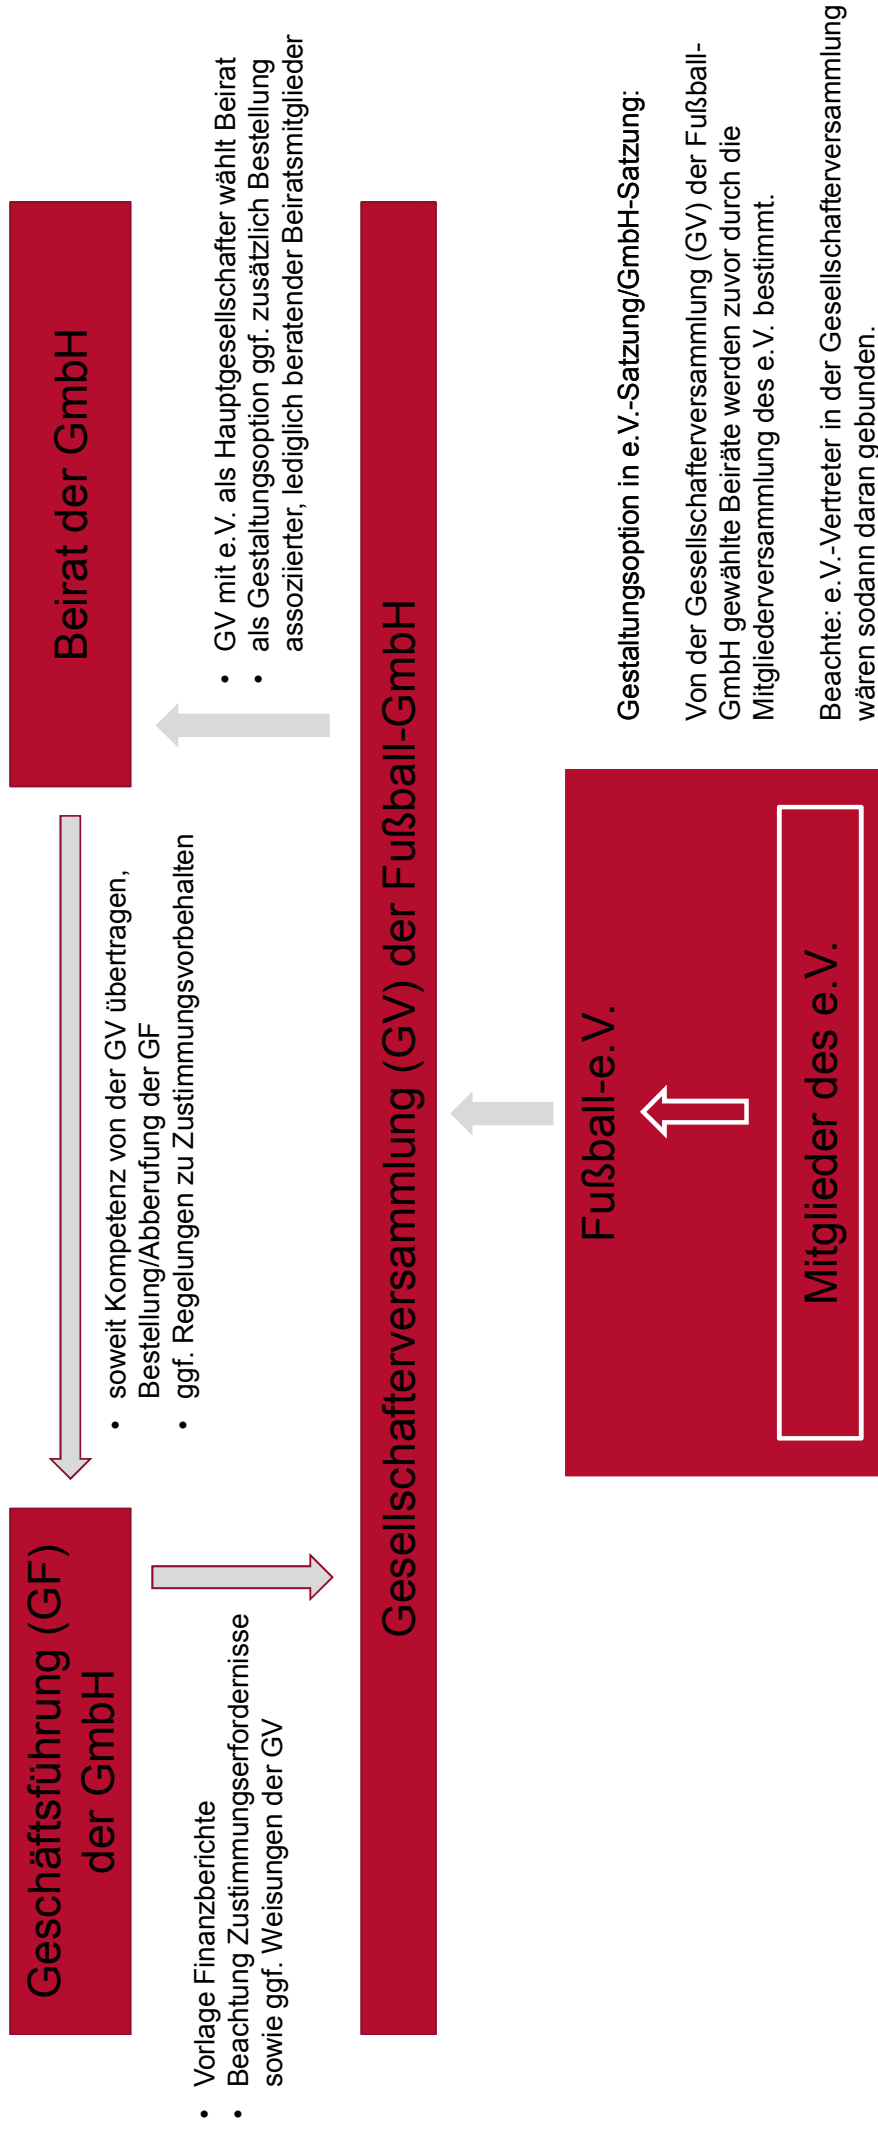 Geschäftsführung (GF)
der GmbH
Beirat der GmbH
• soweit Kompetenz von der GV übertragen,
Bestellung/Abberufung der GF
• ggf. Regelungen zu Zustimmungsvorbehalten
• Vorlage Finanzberichte
• Beachtung Zustimmungserfordernisse
sowie ggf. Weisungen der GV
• GV mit e.V. als Hauptgesellschafter wählt Beirat
• als Gestaltungsoption ggf. zusätzlich Bestellung
assoziierter, lediglich beratender Beiratsmitglieder
Gesellschafterversammlung (GV) der Fußball-GmbH
Fußball-e.V.
Mitglieder des e.V.
Gestaltungsoption in e.V.-Satzung/GmbH-Satzung:
Von der Gesellschafterversammlung (GV) der Fußball-
GmbH gewählte Beiräte werden zuvor durch die
Mitgliederversammlung des e.V. bestimmt.
Beachte: e.V.-Vertreter in der Gesellschafterversammlung
wären sodann daran gebunden.